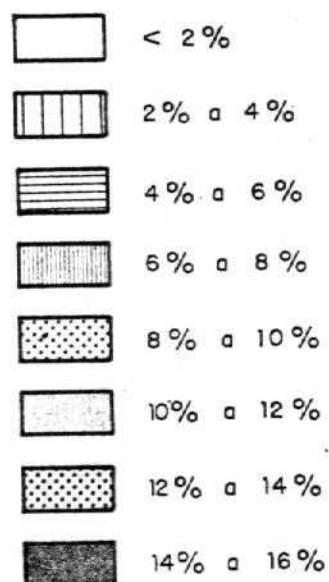 < 2%
2% a 4%
4% a 6%
6% a 8%
8% a 10%
10% a 12%
12% a 14%
14% a 16%